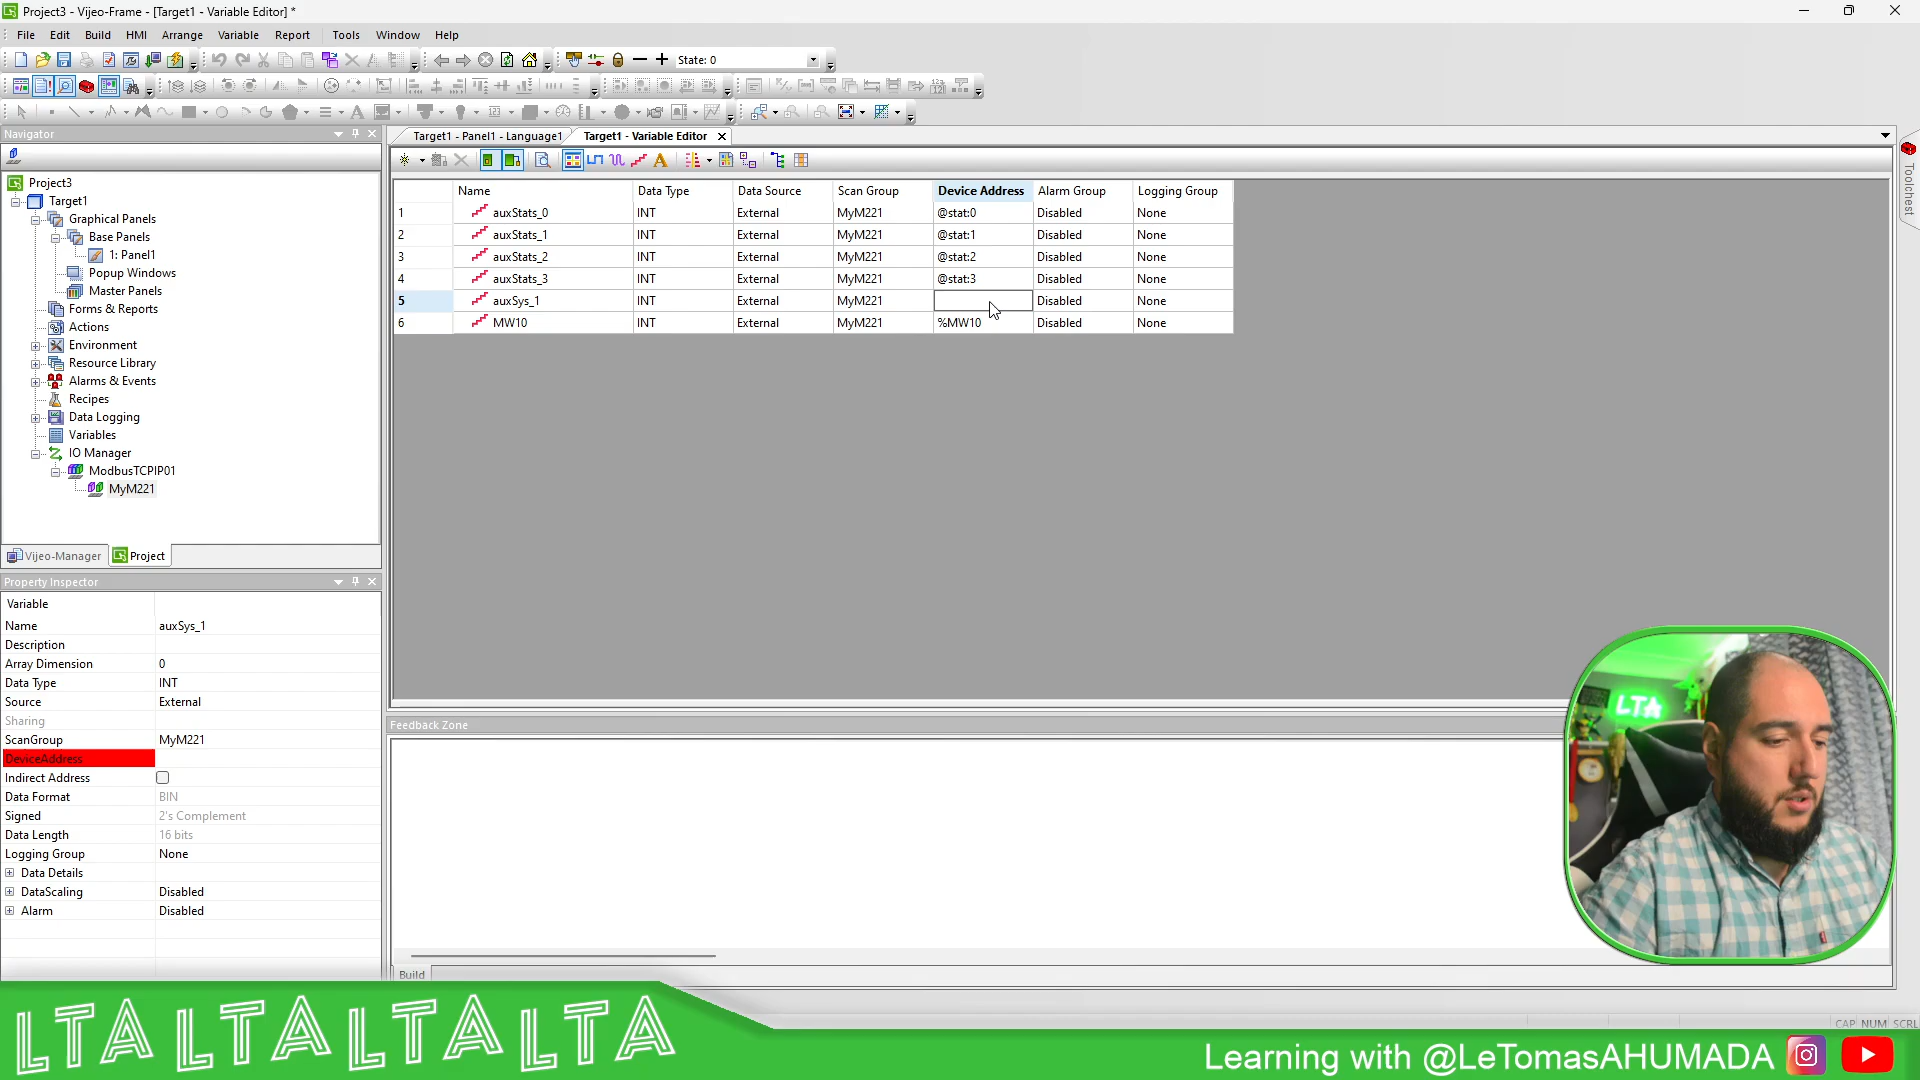 Project3 - Vijeo-Frame - [Target1 - Variable Editor] *
File Edit Build HMI Arrange Variable Report Tools Window Help
State: 0
Navigator
Target1 - Panel1 - Language1
Target1 - Variable Editor
Toolchest
Project3
Target1
Graphical Panels
Base Panels
1: Panel1
Popup Windows
Master Panels
Forms & Reports
Actions
Environment
Resource Library
Alarms & Events
Recipes
Data Logging
Variables
IO Manager
ModbusTCPIP01
MyM221
Vijeo-Manager Project
Name Data Type Data Source Scan Group Device Address Alarm Group Logging Group
1 auxStats_0 INT External MyM221 @stat:0 Disabled None
2 auxStats_1 INT External MyM221 @stat:1 Disabled None
3 auxStats_2 INT External MyM221 @stat:2 Disabled None
4 auxStats_3 INT External MyM221 @stat:3 Disabled None
5 auxSys_1 INT External MyM221 Disabled None
6 MW10 INT External MyM221 %MW10 Disabled None
Property Inspector
Variable
Name auxSys_1
Description
Array Dimension 0
Data Type INT
Source External
Sharing
ScanGroup MyM221
DeviceAddress
Indirect Address
Data Format BIN
Signed 2's Complement
Data Length 16 bits
Logging Group None
Data Details
DataScaling Disabled
Alarm Disabled
Feedback Zone
Build
LTA
CAP NUM SCRL
LTALTALTALTA
Learning with @LeTomasAHUMADA